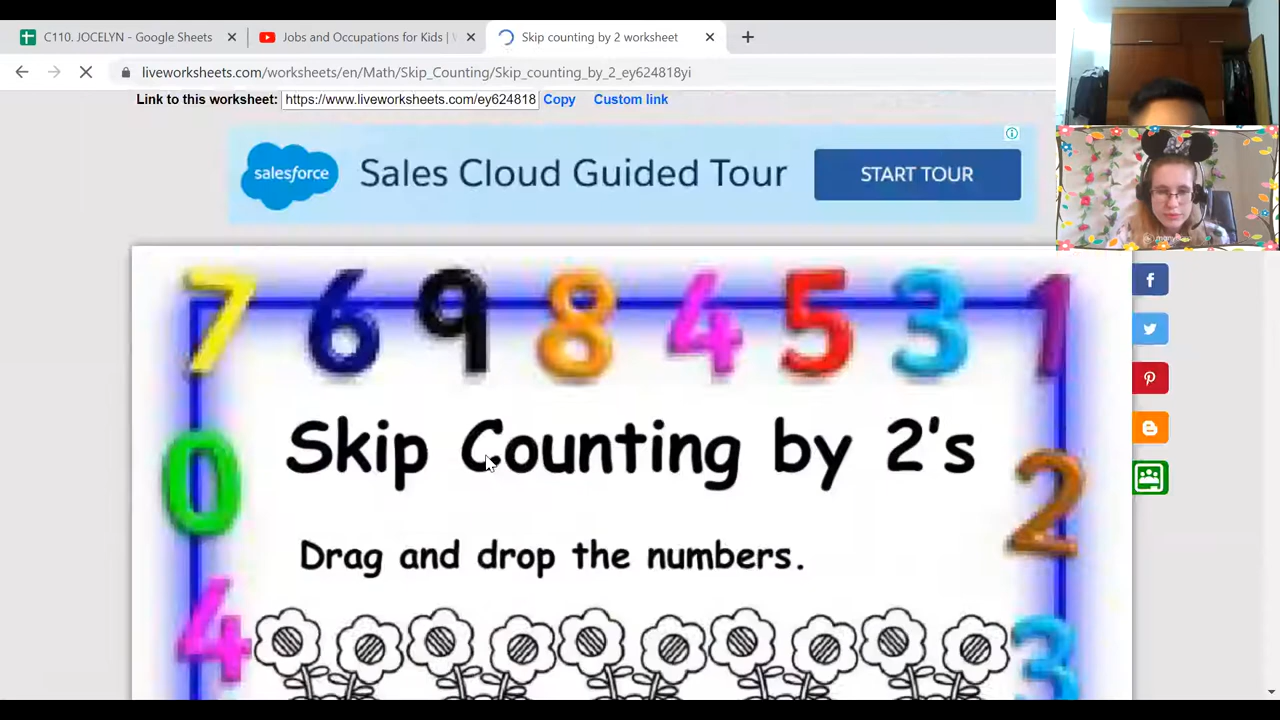 C110. JOCELYN - Google Sheets
Jobs and Occupations for Kids |
Skip counting by 2 worksheet
liveworksheets.com/worksheets/en/Math/Skip_Counting/Skip_counting_by_2_ey624818yi
Link to this worksheet: https://www.liveworksheets.com/ey624818 Copy Custom link
salesforce Sales Cloud Guided Tour START TOUR
7 6 9 8 4 5 3 1
Skip Counting by 2's
0
2
Drag and drop the numbers.
4
3